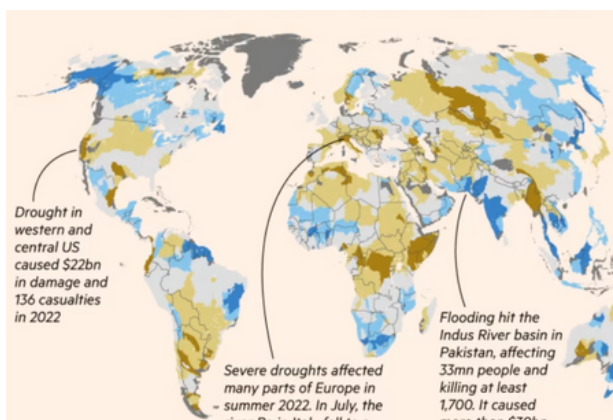 Drought in
western and
central US
caused $22bn
in damage and
136 casualties
in 2022
Severe droughts affected
many parts of Europe in
summer 2022. In July, the
Flooding hit the
Indus River basin in
Pakistan, affecting
33mn people and
killing at least
1,700. It caused